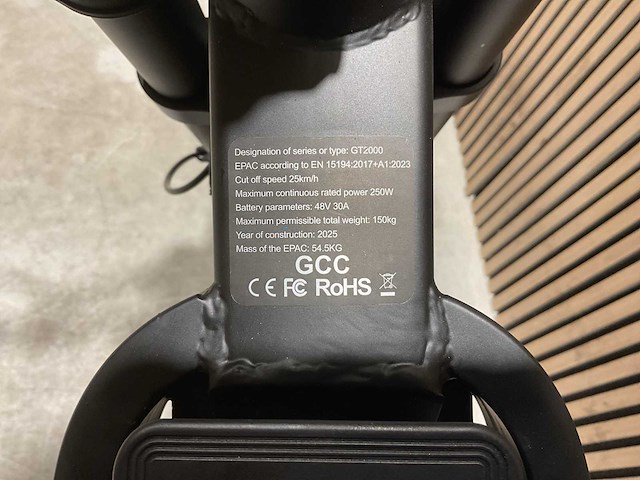 Designation of series or type: GT2000
EPAC according to EN 15194:2017+A1:2023
Cut off speed 25km/h
Maximum continuous rated power 250W
Battery parameters: 48V 30A
Maximum permissible total weight: 150kg
Year of construction: 2025
Mass of the EPAC: 54.5KG
GCC
CE FC RoHS